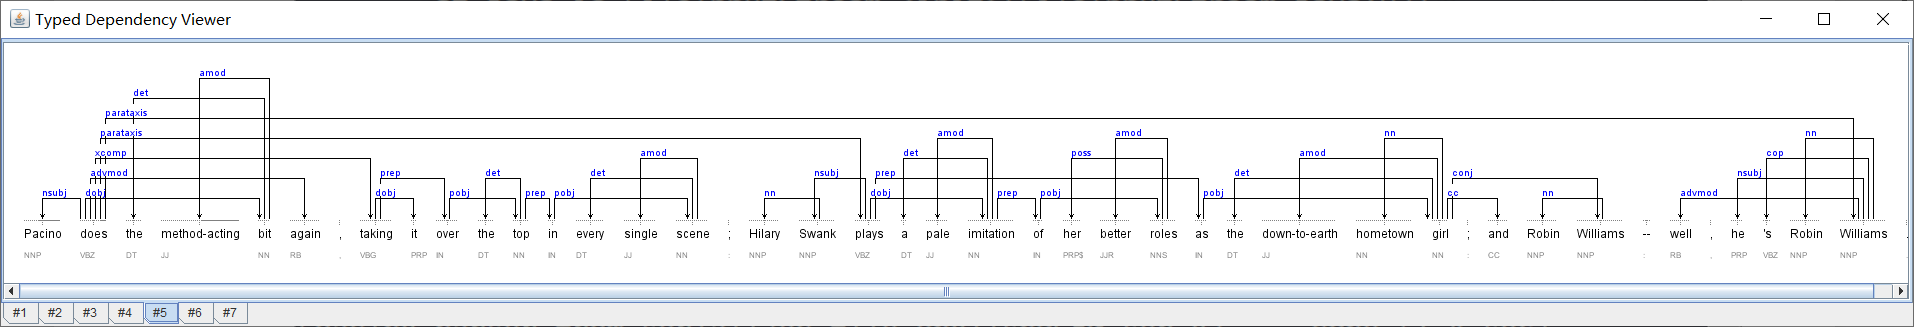 Typed Dependency Viewer
amod
det
parataxis
parataxis amod amod nn nn
xcomp amod det poss amod cop
advmod prep det det nsubj prep det conj nsubj
nsubj dobj dobj pobj prep pobj nn dobj prep pobj pobj cc nn advmod
Pacino does the method-acting bit again , taking it over the top in every single scene ; Hilary Swank plays a pale imitation of her better roles as the down-to-earth hometown girl ; and Robin Williams -- well , he 's Robin Williams .
NNP VBZ DT JJ NN RB , VBG PRP IN DT NN IN DT JJ NN : NNP NNP VBZ DT JJ NN IN PRP$ JJR NNS IN DT JJ NN NN : CC NNP NNP : RB , PRP VBZ NNP NNP
#1 #2 #3 #4 #5 #6 #7